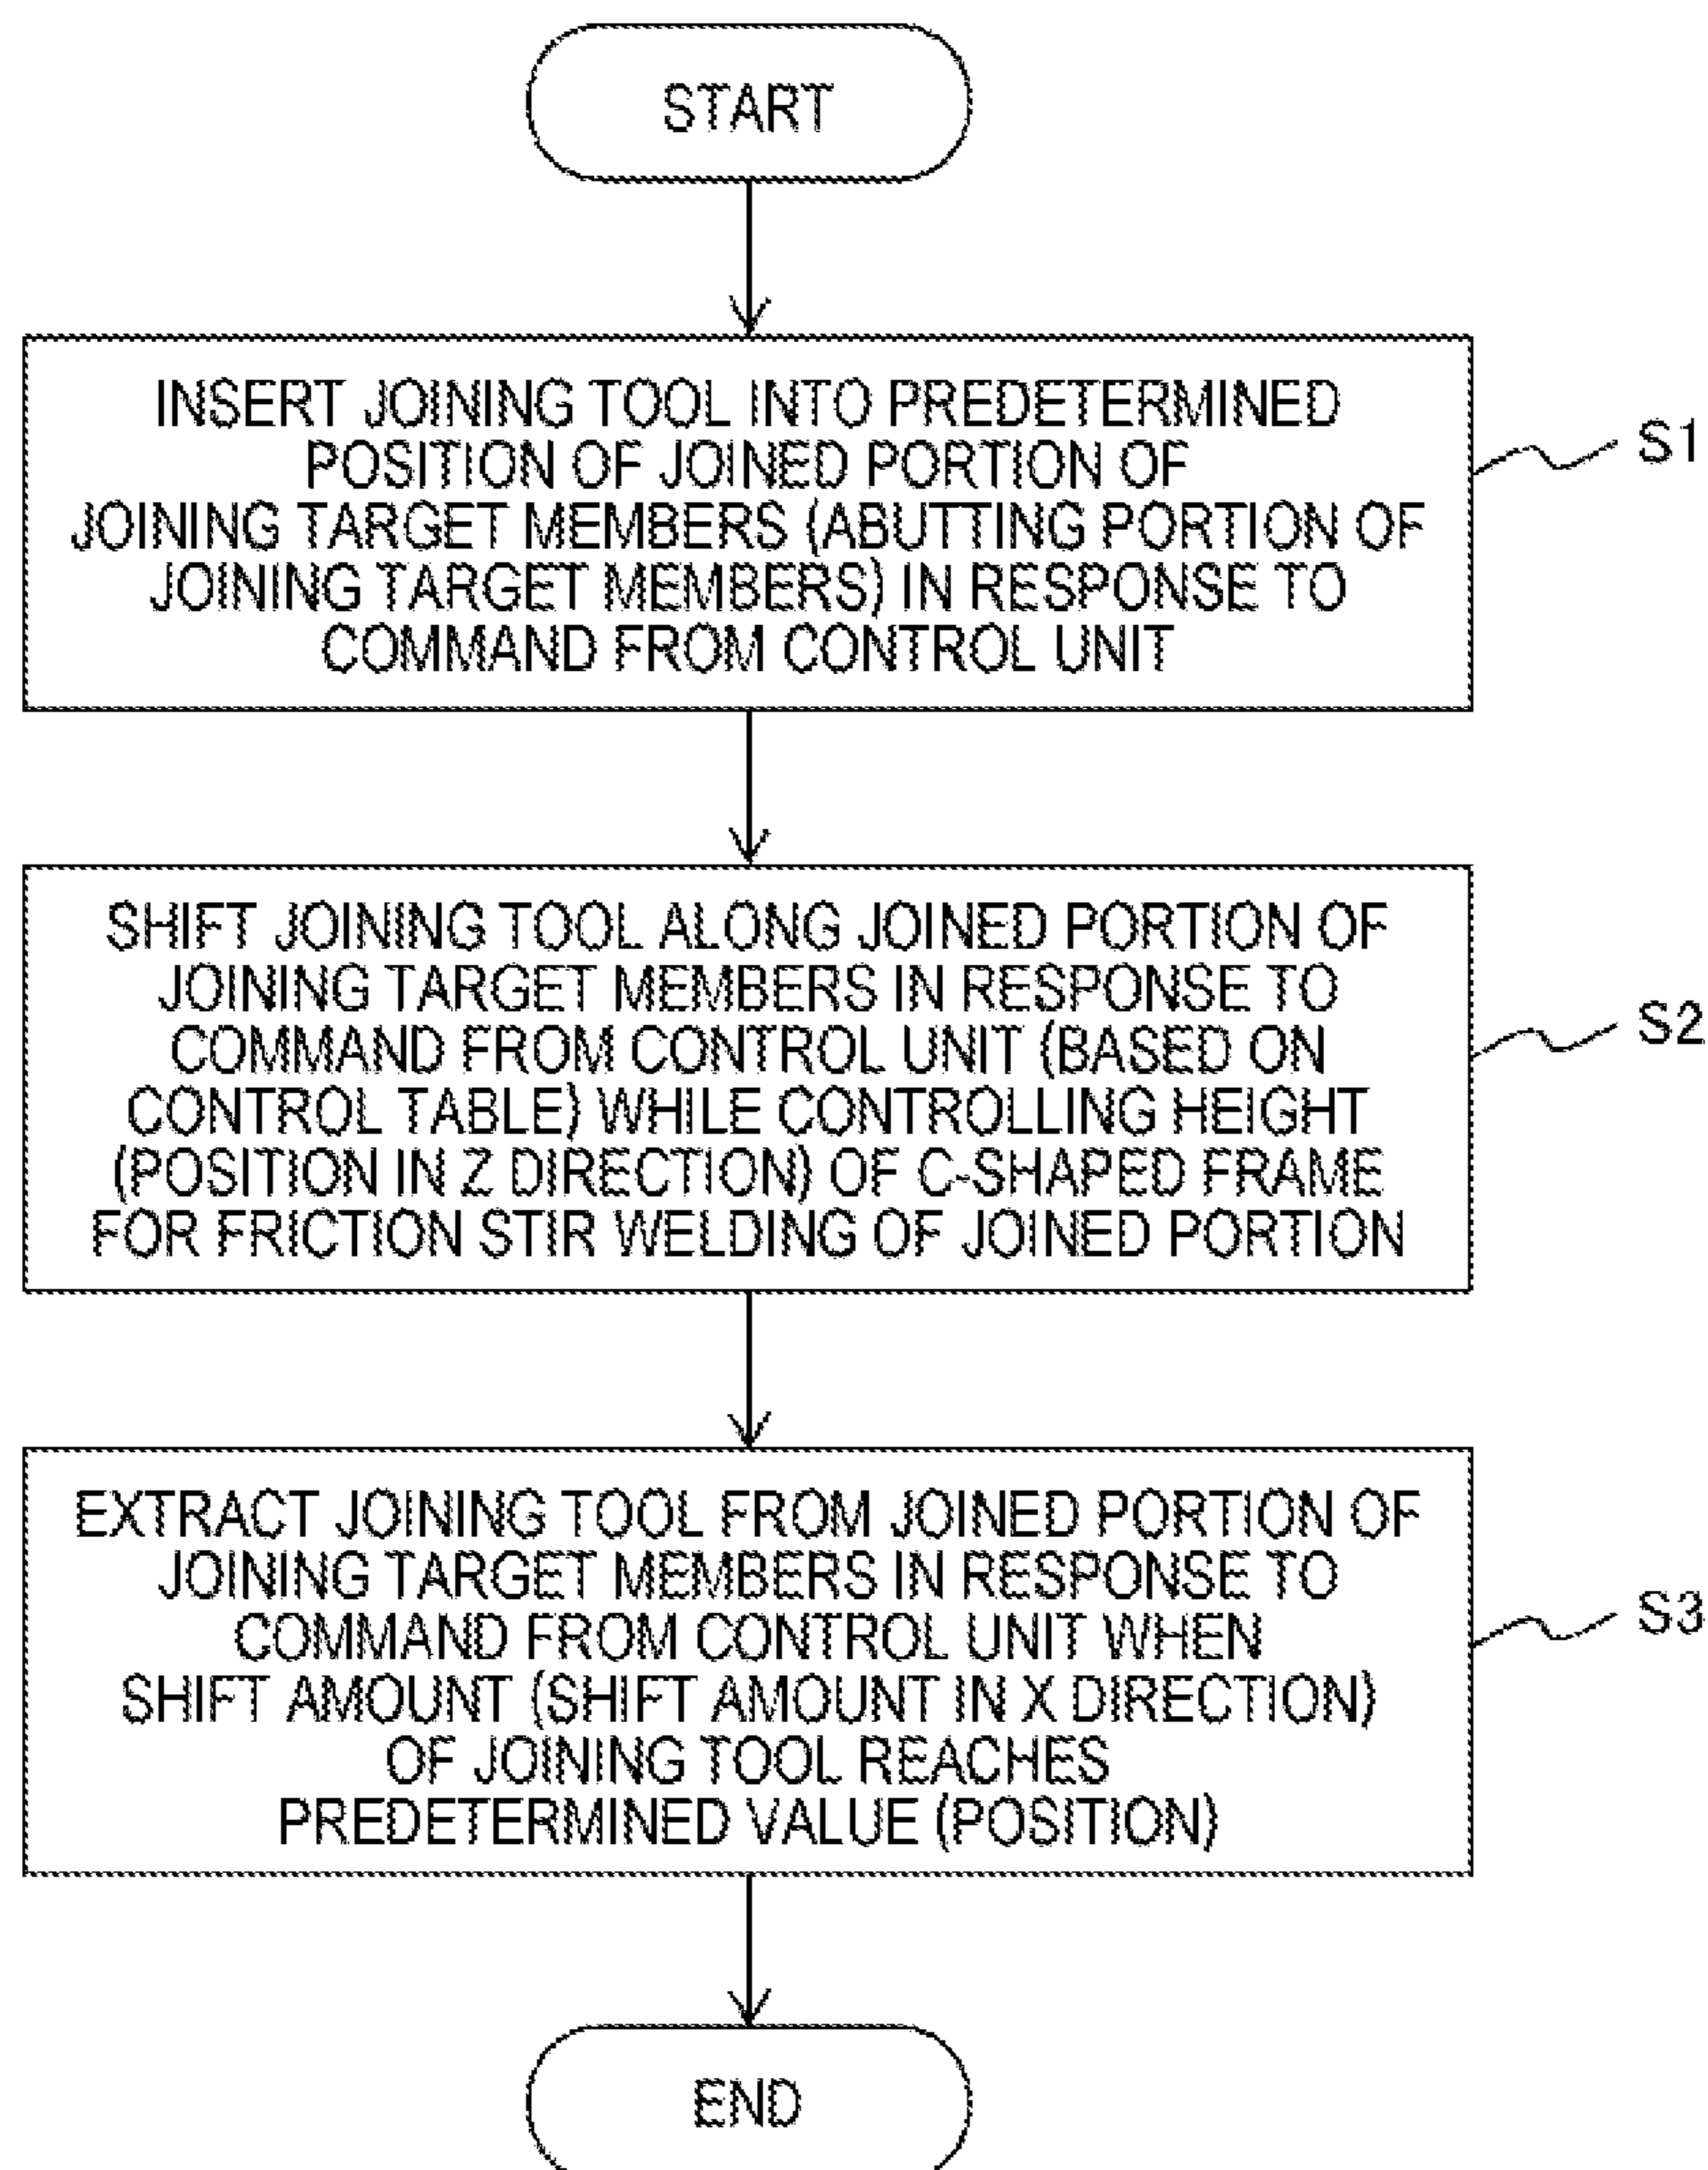 START
INSERT JOINING TOOL INTO PREDETERMINED
POSITION OF JOINED PORTION OF
JOINING TARGET MEMBERS (ABUTTING PORTION OF
JOINING TARGET MEMBERS) IN RESPONSE TO
COMMAND FROM CONTROL UNIT
S1
SHIFT JOINING TOOL ALONG JOINED PORTION OF
JOINING TARGET MEMBERS IN RESPONSE TO
COMMAND FROM CONTROL UNIT (BASED ON
CONTROL TABLE) WHILE CONTROLLING HEIGHT
(POSITION IN Z DIRECTION) OF C-SHAPED FRAME
FOR FRICTION STIR WELDING OF JOINED PORTION
S2
EXTRACT JOINING TOOL FROM JOINED PORTION OF
JOINING TARGET MEMBERS IN RESPONSE TO
COMMAND FROM CONTROL UNIT WHEN
SHIFT AMOUNT (SHIFT AMOUNT IN X DIRECTION)
OF JOINING TOOL REACHES
PREDETERMINED VALUE (POSITION)
S3
END